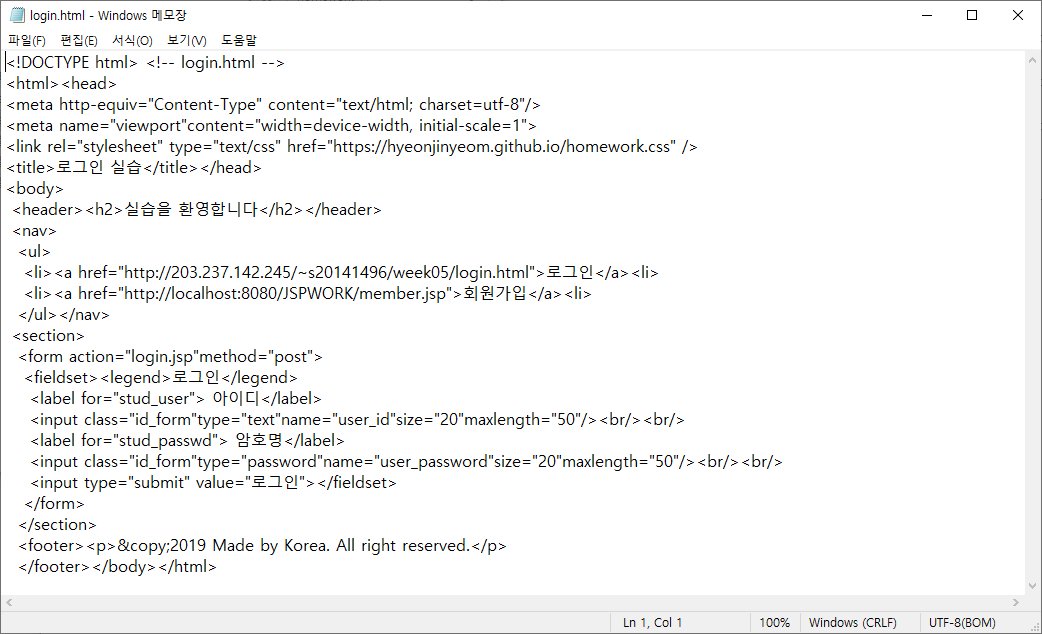 login.html - Windows 메모장
파일(F) 편집(E) 서식(O) 보기(V) 도움말
<!DOCTYPE html> <!-- login.html -->
<html><head>
<meta http-equiv="Content-Type" content="text/html; charset=utf-8"/>
<meta name="viewport"content="width=device-width, initial-scale=1">
<link rel="stylesheet" type="text/css" href="https://hyeonjinyeom.github.io/homework.css" />
<title>로그인 실습</title></head>
<body>
<header><h2>실습을 환영합니다</h2></header>
<nav>
<ul>
<li><a href="http://203.237.142.245/~s20141496/week05/login.html">로그인</a><li>
<li><a href="http://localhost:8080/JSPWORK/member.jsp">회원가입</a><li>
</ul></nav>
<section>
<form action="login.jsp"method="post">
<fieldset><legend>로그인</legend>
<label for="stud_user"> 아이디</label>
<input class="id_form"type="text"name="user_id"size="20"maxlength="50"/><br/><br/>
<label for="stud_passwd"> 암호명</label>
<input class="id_form"type="password"name="user_password"size="20"maxlength="50"/><br/><br/>
<input type="submit" value="로그인"></fieldset>
</form>
</section>
<footer><p>&copy;2019 Made by Korea. All right reserved.</p>
</footer></body></html>
Ln 1, Col 1 100% Windows (CRLF) UTF-8(BOM)